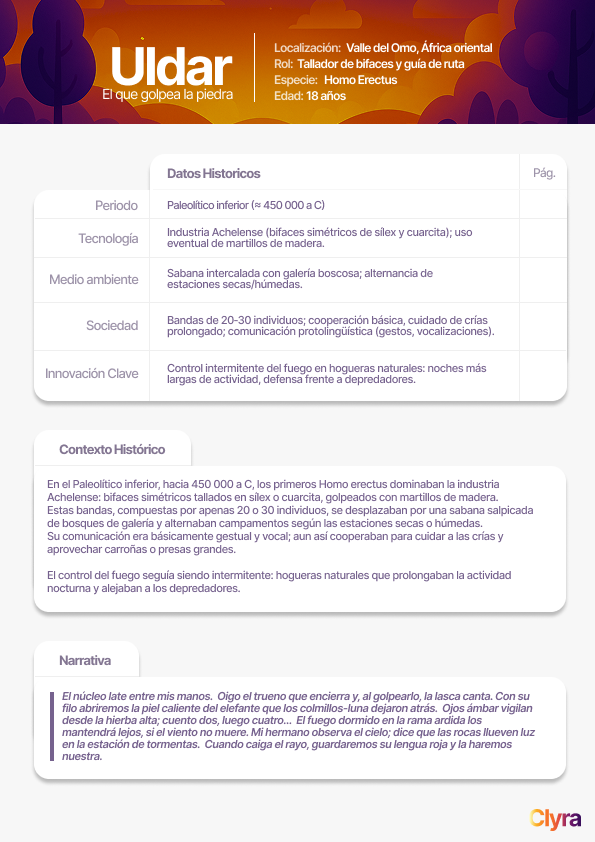 Uldar
El que golpea la piedra
Localización: Valle del Omo, África oriental
Rol: Tallador de bifaces y guía de ruta
Especie: Homo Erectus
Edad: 18 años
Datos Historicos
Pág.
Periodo
Paleolítico inferior (≈ 450 000 a C)
Tecnología
Industria Achelense (bifaces simétricos de sílex y cuarcita); uso
eventual de martillos de madera.
Medio ambiente
Sabana intercalada con galería boscosa; alternancia de
estaciones secas/húmedas.
Sociedad
Bandas de 20-30 individuos; cooperación básica, cuidado de crías
prolongado; comunicación protolingüística (gestos, vocalizaciones).
Innovación Clave
Control intermitente del fuego en hogueras naturales: noches más
largas de actividad, defensa frente a depredadores.
Contexto Histórico
En el Paleolítico inferior, hacia 450 000 a C, los primeros Homo erectus dominaban la industria
Achelense: bifaces simétricos tallados en sílex o cuarcita, golpeados con martillos de madera.
Estas bandas, compuestas por apenas 20 o 30 individuos, se desplazaban por una sabana salpicada
de bosques de galería y alternaban campamentos según las estaciones secas o húmedas.
Su comunicación era básicamente gestual y vocal; aun así cooperaban para cuidar a las crías y
aprovechar carroñas o presas grandes.
El control del fuego seguía siendo intermitente: hogueras naturales que prolongaban la actividad
nocturna y alejaban a los depredadores.
Narrativa
El núcleo late entre mis manos. Oigo el trueno que encierra y, al golpearlo, la lasca canta. Con su
filo abriremos la piel caliente del elefante que los colmillos-luna dejaron atrás. Ojos ámbar vigilan
desde la hierba alta; cuento dos, luego cuatro… El fuego dormido en la rama ardida los
mantendrá lejos, si el viento no muere. Mi hermano observa el cielo; dice que las rocas llueven luz
en la estación de tormentas. Cuando caiga el rayo, guardaremos su lengua roja y la haremos
nuestra.
Clyra